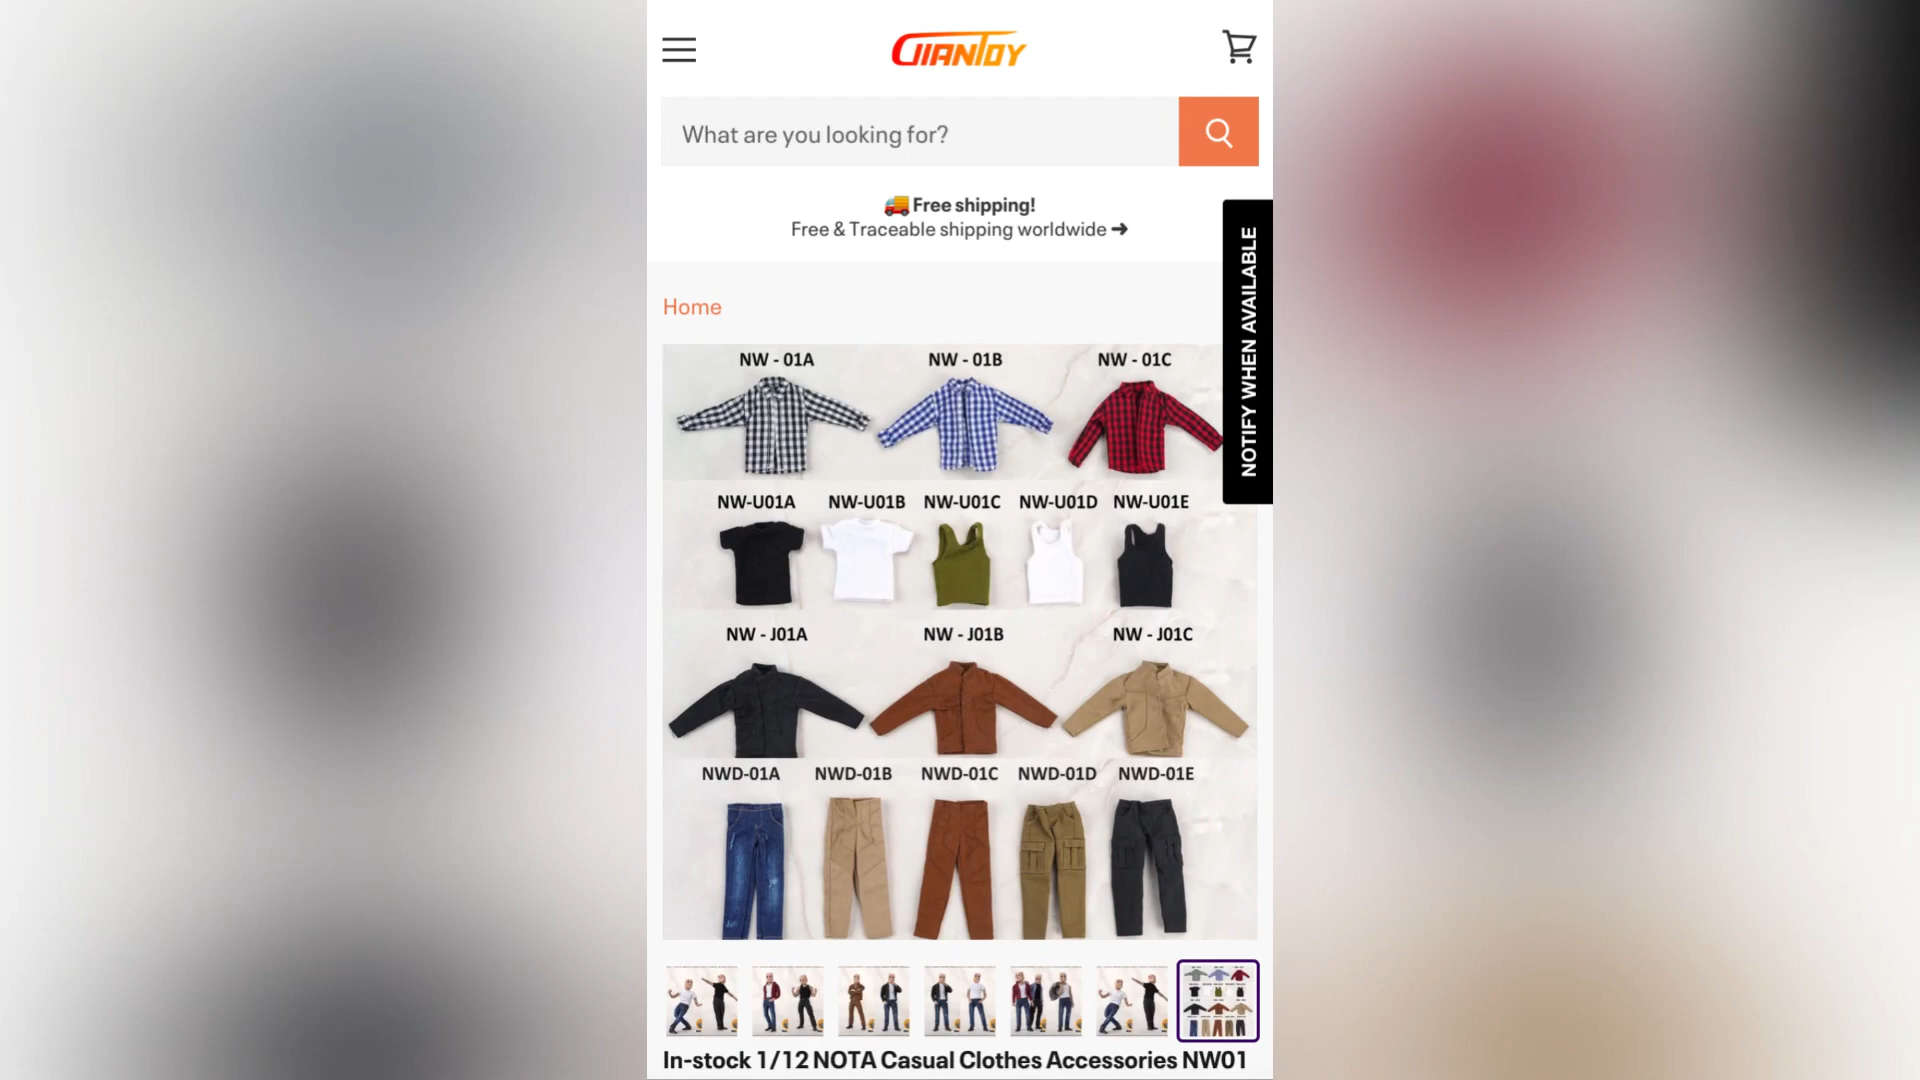 GIANTOY
What are you looking for?
🚚 Free shipping!
Free & Traceable shipping worldwide ➜
NOTIFY WHEN AVAILABLE
Home
NW - 01A NW - 01B NW - 01C
NW-U01A NW-U01B NW-U01C NW-U01D NW-U01E
NW - J01A NW - J01B NW - J01C
NWD-01A NWD-01B NWD-01C NWD-01D NWD-01E
In-stock 1/12 NOTA Casual Clothes Accessories NW01